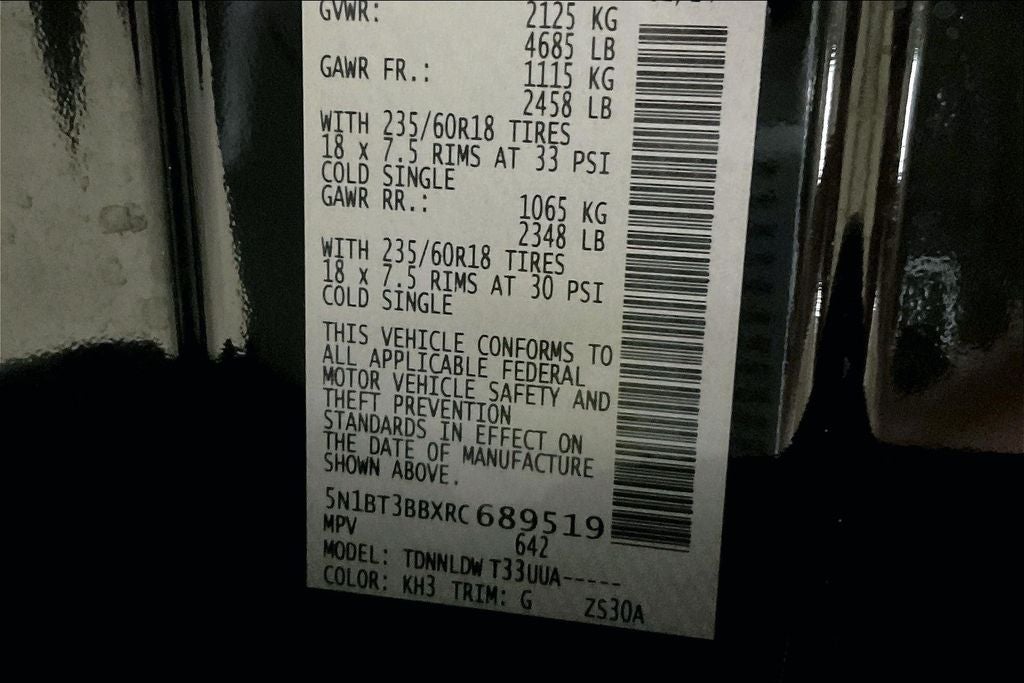 GVWR: 2125 KG
4685 LB
GAWR FR.: 1115 KG
2458 LB
WITH 235/60R18 TIRES
18 x 7.5 RIMS AT 33 PSI
COLD SINGLE
GAWR RR.: 1065 KG
2348 LB
WITH 235/60R18 TIRES
18 x 7.5 RIMS AT 30 PSI
COLD SINGLE
THIS VEHICLE CONFORMS TO
ALL APPLICABLE FEDERAL
MOTOR VEHICLE SAFETY AND
THEFT PREVENTION
STANDARDS IN EFFECT ON
THE DATE OF MANUFACTURE
SHOWN ABOVE.
5N1BT3BBXRC689519
MPV 642
MODEL: TDNNLDW T33UUA-----
COLOR: KH3 TRIM: G ZS30A